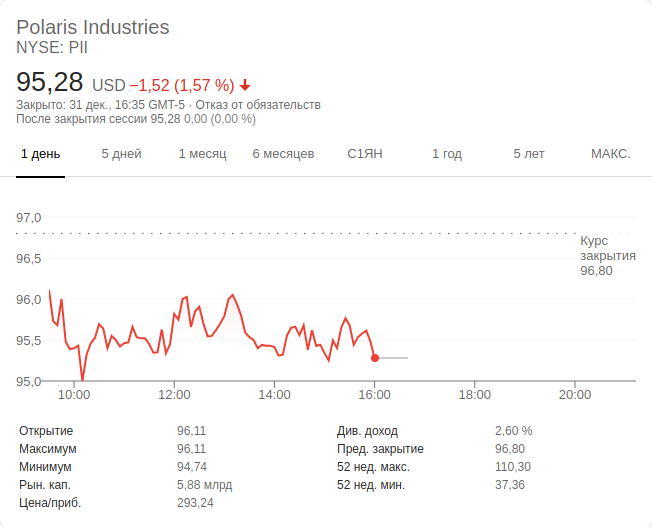 Polaris Industries
NYSE: PII
95,28 USD −1,52 (1,57 %)
Закрыто: 31 дек., 16:35 GMT-5 · Отказ от обязательств
После закрытия сессии 95,28 0,00 (0,00 %)
1 день 5 дней 1 месяц 6 месяцев С1ЯН 1 год 5 лет МАКС.
97,0
Курс
закрытия
96,80
96,5
96,0
95,5
95,0
10:00 12:00 14:00 16:00 18:00 20:00
Открытие 96,11 Див. доход 2,60 %
Максимум 96,11 Пред. закрытие 96,80
Минимум 94,74 52 нед. макс. 110,30
Рын. кап. 5,88 млрд 52 нед. мин. 37,36
Цена/приб. 293,24